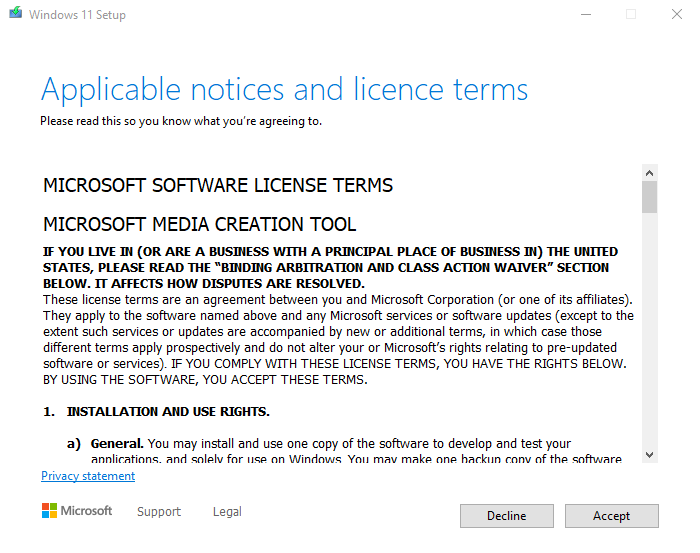 Windows 11 Setup
Applicable notices and licence terms
Please read this so you know what you're agreeing to.
MICROSOFT SOFTWARE LICENSE TERMS
MICROSOFT MEDIA CREATION TOOL
IF YOU LIVE IN (OR ARE A BUSINESS WITH A PRINCIPAL PLACE OF BUSINESS IN) THE UNITED
STATES, PLEASE READ THE “BINDING ARBITRATION AND CLASS ACTION WAIVER” SECTION
BELOW. IT AFFECTS HOW DISPUTES ARE RESOLVED.
These license terms are an agreement between you and Microsoft Corporation (or one of its affiliates).
They apply to the software named above and any Microsoft services or software updates (except to the
extent such services or updates are accompanied by new or additional terms, in which case those
different terms apply prospectively and do not alter your or Microsoft’s rights relating to pre-updated
software or services). IF YOU COMPLY WITH THESE LICENSE TERMS, YOU HAVE THE RIGHTS BELOW.
BY USING THE SOFTWARE, YOU ACCEPT THESE TERMS.
1. INSTALLATION AND USE RIGHTS.
a) General. You may install and use one copy of the software to develop and test your
applications, and solely for use on Windows. You may make one backup copy of the software
Privacy statement
Microsoft Support Legal Decline Accept